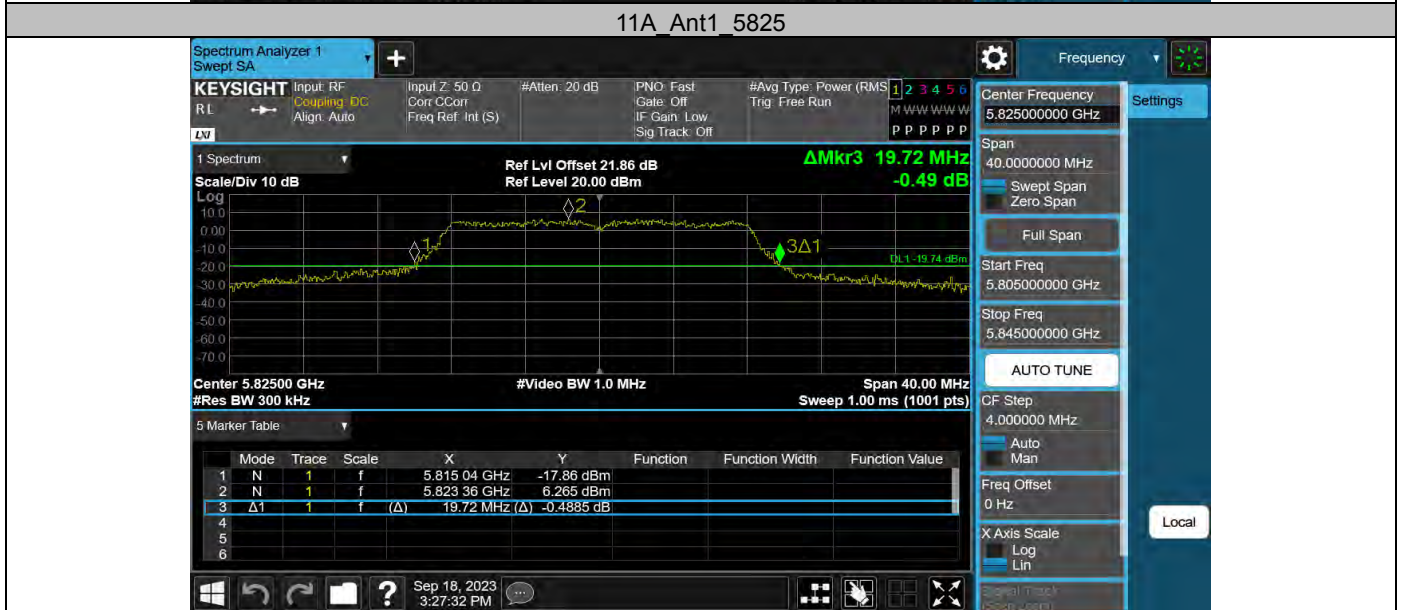 11A_Ant1_5825
Spectrum Analyzer 1
Swept SA
+
Frequency
KEYSIGHT
RL
LXI
Input: RF
Coupling: DC
Align: Auto
Input Z: 50 Ω
Corr CCorr
Freq Ref: Int (S)
#Atten: 20 dB
PNO: Fast
Gate: Off
IF Gain: Low
Sig Track: Off
#Avg Type: Power (RMS
Trig: Free Run
1 2 3 4 5 6
M W W W W W
P P P P P P
Settings
1 Spectrum
Scale/Div 10 dB
Ref Lvl Offset 21.86 dB
Ref Level 20.00 dBm
ΔMkr3 19.72 MHz
-0.49 dB
Log
10.0
0.00
-10.0
-20.0
-30.0
-40.0
-50.0
-60.0
-70.0
1
2
3Δ1
DL1 -19.74 dBm
Center 5.82500 GHz
#Res BW 300 kHz
#Video BW 1.0 MHz
Span 40.00 MHz
Sweep 1.00 ms (1001 pts)
5 Marker Table
Mode Trace Scale X Y Function Function Width Function Value
1 N 1 f 5.815 04 GHz -17.86 dBm
2 N 1 f 5.823 36 GHz 6.265 dBm
3 Δ1 1 f (Δ) 19.72 MHz (Δ) -0.4885 dB
4
5
6
Center Frequency
5.825000000 GHz
Span
40.0000000 MHz
Swept Span
Zero Span
Full Span
Start Freq
5.805000000 GHz
Stop Freq
5.845000000 GHz
AUTO TUNE
CF Step
4.000000 MHz
Auto
Man
Freq Offset
0 Hz
X Axis Scale
Log
Lin
Local
?
Sep 18, 2023
3:27:32 PM